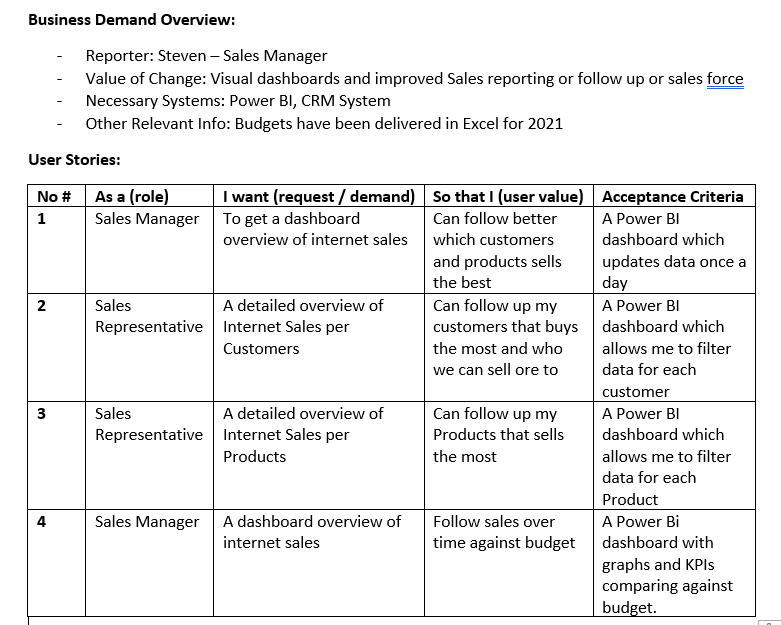 Business Demand Overview:
- Reporter: Steven – Sales Manager
- Value of Change: Visual dashboards and improved Sales reporting or follow up or sales force
- Necessary Systems: Power BI, CRM System
- Other Relevant Info: Budgets have been delivered in Excel for 2021
User Stories:
No # As a (role) I want (request / demand) So that I (user value) Acceptance Criteria
1 Sales Manager To get a dashboard Can follow better A Power BI
overview of internet sales which customers dashboard which
and products sells updates data once a
the best day
2 Sales A detailed overview of Can follow up my A Power BI
Representative Internet Sales per customers that buys dashboard which
Customers the most and who allows me to filter
we can sell ore to data for each
customer
3 Sales A detailed overview of Can follow up my A Power BI
Representative Internet Sales per Products that sells dashboard which
Products the most allows me to filter
data for each
Product
4 Sales Manager A dashboard overview of Follow sales over A Power Bi
internet sales time against budget dashboard with
graphs and KPIs
comparing against
budget.